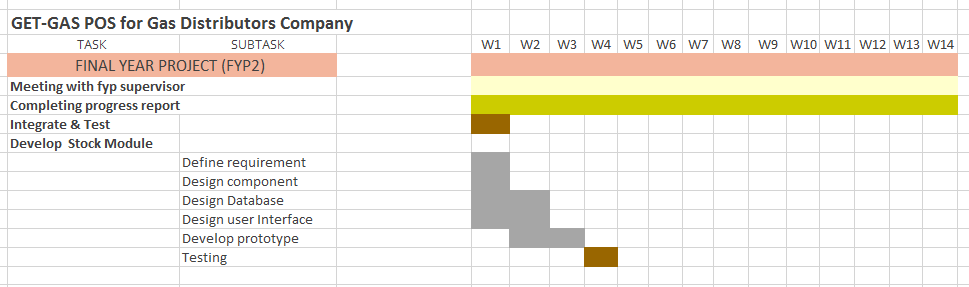 GET-GAS POS for Gas Distributors Company
TASK SUBTASK W1 W2 W3 W4 W5 W6 W7 W8 W9 W10 W11 W12 W13 W14
FINAL YEAR PROJECT (FYP2)
Meeting with fyp supervisor
Completing progress report
Integrate & Test
Develop Stock Module
Define requirement
Design component
Design Database
Design user Interface
Develop prototype
Testing